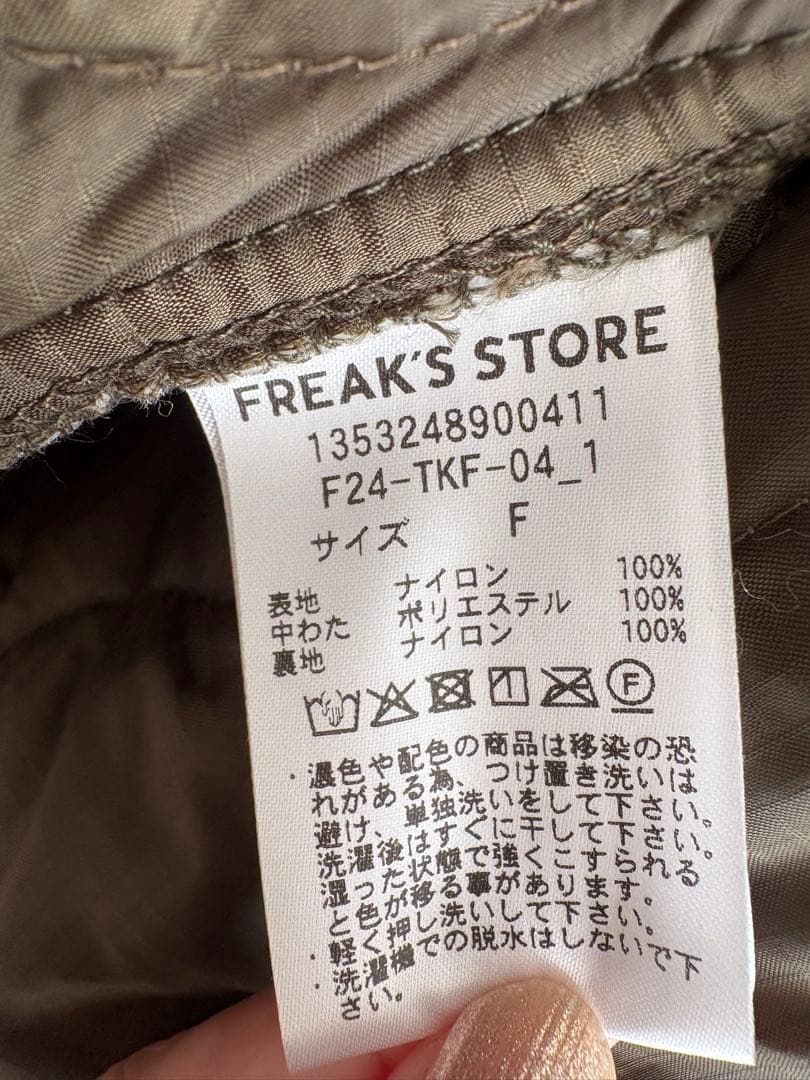 FREAK'S STORE
1353248900411
F24-TKF-04_1
サイズ F
表地 ナイロン 100%
中わた ポリエステル 100%
裏地 ナイロン 100%
F
・濃色や配色の商品は移染の恐
れがある為、つけ置き洗いは
避け、単独洗いをして下さい。
洗濯後はすぐに干して下さい。
湿った状態で強くこすられる
と色が移る事があります。
・軽く押し洗いして下さい。
・洗濯機での脱水はしないで下
さい。